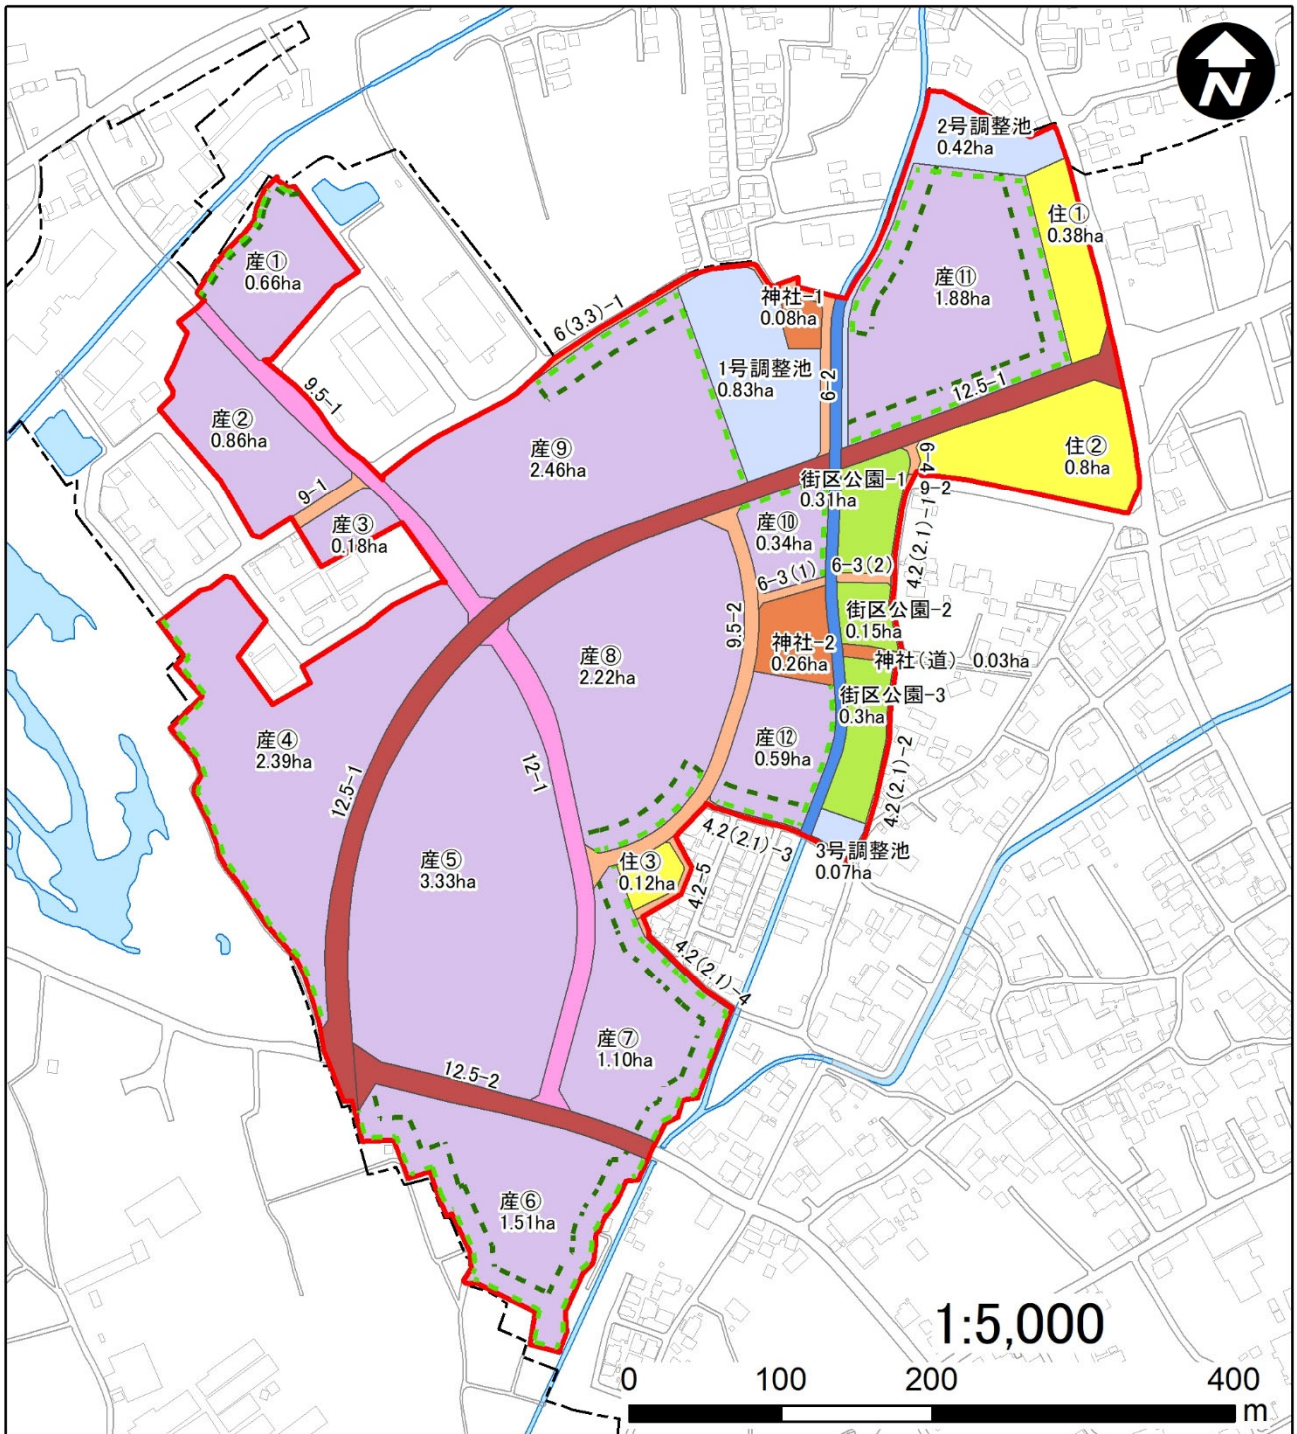 N
2号調整池
0.42ha
住①
0.38ha
産①
0.66ha
産⑪
1.88ha
神社-1
0.08ha
6(3.3)-1
1号調整池
0.83ha
6-2
9.5-1
12.5-1
産②
0.86ha
産⑨
2.46ha
住②
0.8ha
6-4
9-2
街区公園-1
0.31ha
9-1
産③
0.18ha
産⑩
0.34ha
4.2(2.1)-1
6-3(1)
6-3(2)
9.5-2
街区公園-2
0.15ha
産⑧
2.22ha
神社-2
0.26ha
神社(道) 0.03ha
街区公園-3
0.3ha
産④
2.39ha
産⑫
0.59ha
12.5-1
12-1
4.2(2.1)-2
4.2(2.1)-3
3号調整池
0.07ha
産⑤
3.33ha
住③
0.12ha
4.2-5
4.2(2.1)-4
産⑦
1.10ha
12.5-2
産⑥
1.51ha
1:5,000
0 100 200 400
m